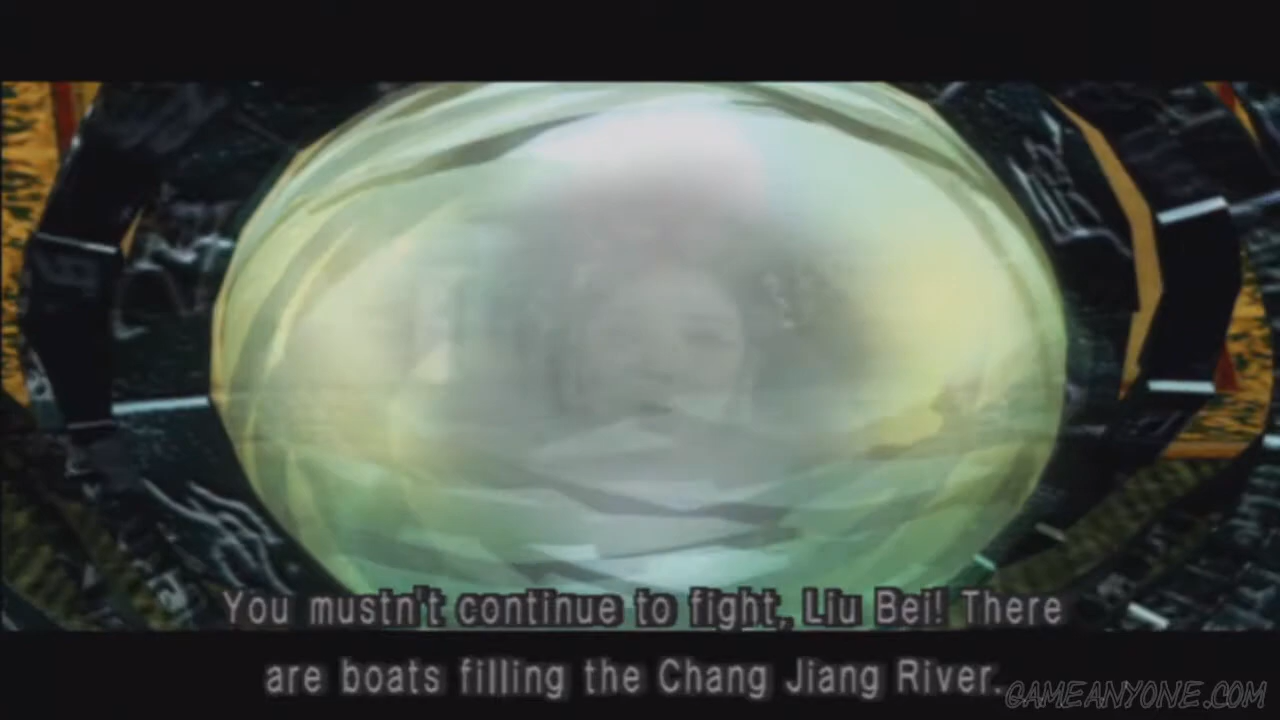 You mustn't continue to fight, Liu Bei! There
are boats filling the Chang Jiang River.
GAMEANYONE.COM